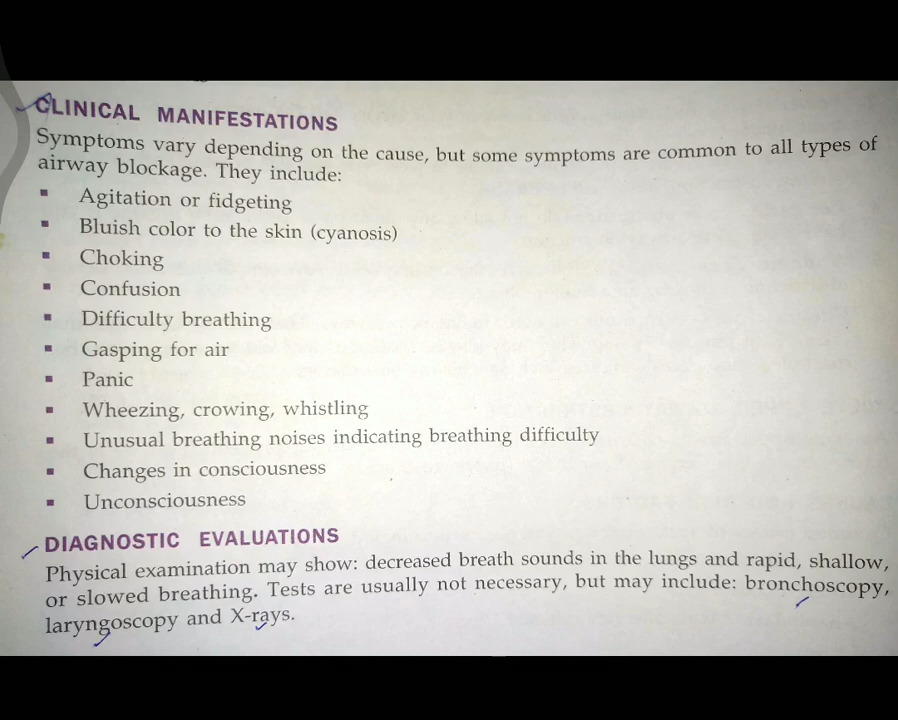 CLINICAL MANIFESTATIONS
Symptoms vary depending on the cause, but some symptoms are common to all types of
airway blockage. They include:
▪ Agitation or fidgeting
▪ Bluish color to the skin (cyanosis)
▪ Choking
▪ Confusion
▪ Difficulty breathing
▪ Gasping for air
▪ Panic
▪ Wheezing, crowing, whistling
▪ Unusual breathing noises indicating breathing difficulty
▪ Changes in consciousness
▪ Unconsciousness
DIAGNOSTIC EVALUATIONS
Physical examination may show: decreased breath sounds in the lungs and rapid, shallow,
or slowed breathing. Tests are usually not necessary, but may include: bronchoscopy,
laryngoscopy and X-rays.